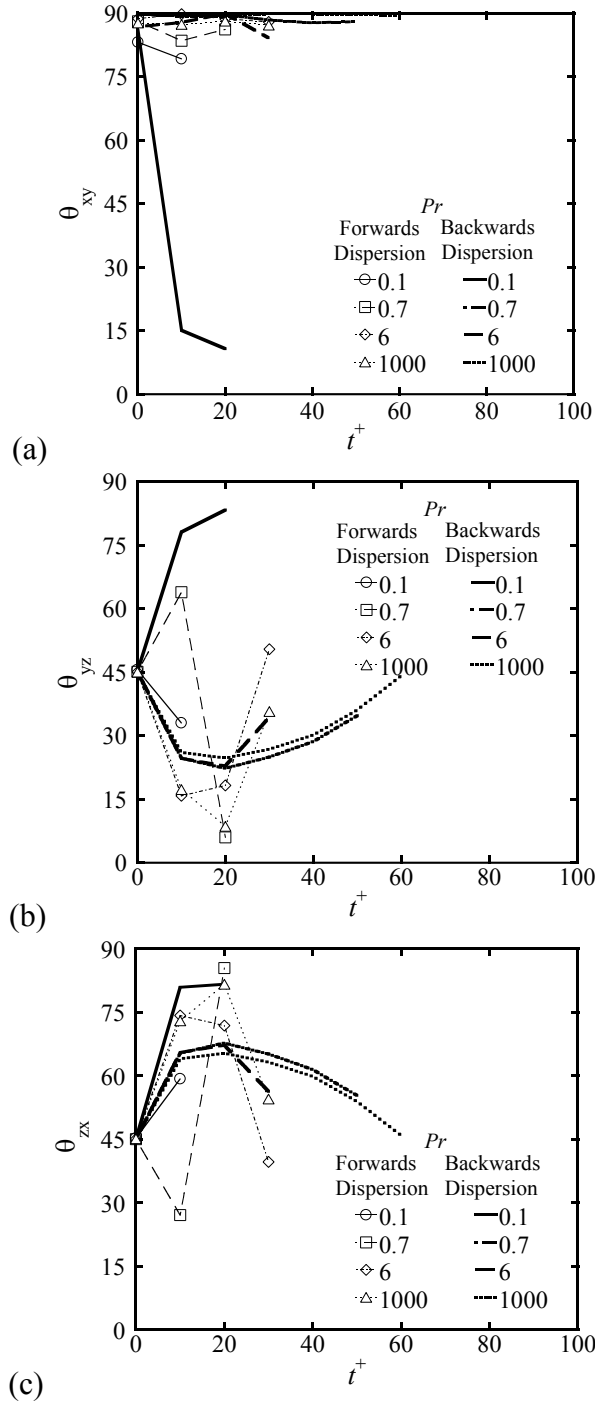 90
75
60
45
30
15
0
θxy
Pr
Forwards Backwards
Dispersion Dispersion
0.1 0.1
0.7 0.7
6 6
1000 1000
0 20 40 60 80 100
t+
(a)
90
75
60
45
30
15
0
θyz
Pr
Forwards Backwards
Dispersion Dispersion
0.1 0.1
0.7 0.7
6 6
1000 1000
0 20 40 60 80 100
t+
(b)
90
75
60
45
30
15
0
θzx
Pr
Forwards Backwards
Dispersion Dispersion
0.1 0.1
0.7 0.7
6 6
1000 1000
0 20 40 60 80 100
t+
(c)